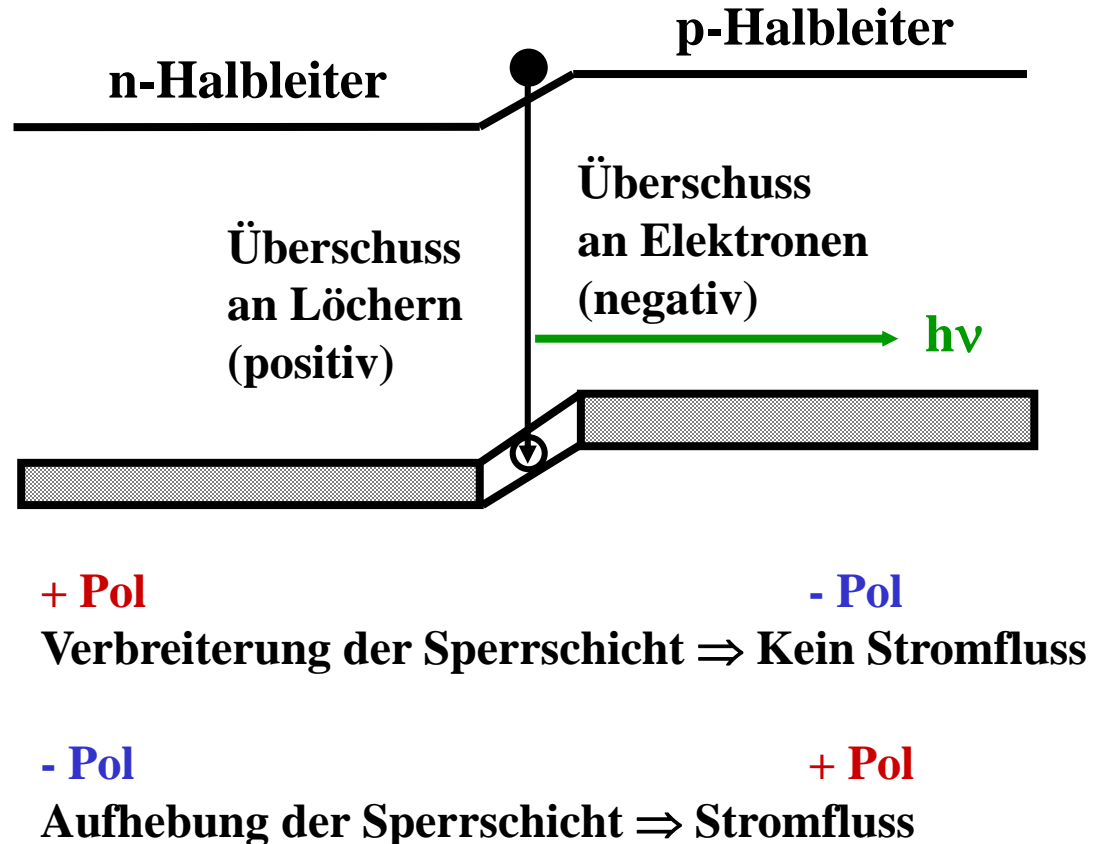 p-Halbleiter
n-Halbleiter
Überschuss
an Löchern
(positiv)
Überschuss
an Elektronen
(negativ)
hν
+ Pol - Pol
Verbreiterung der Sperrschicht ⇒ Kein Stromfluss
- Pol + Pol
Aufhebung der Sperrschicht ⇒ Stromfluss